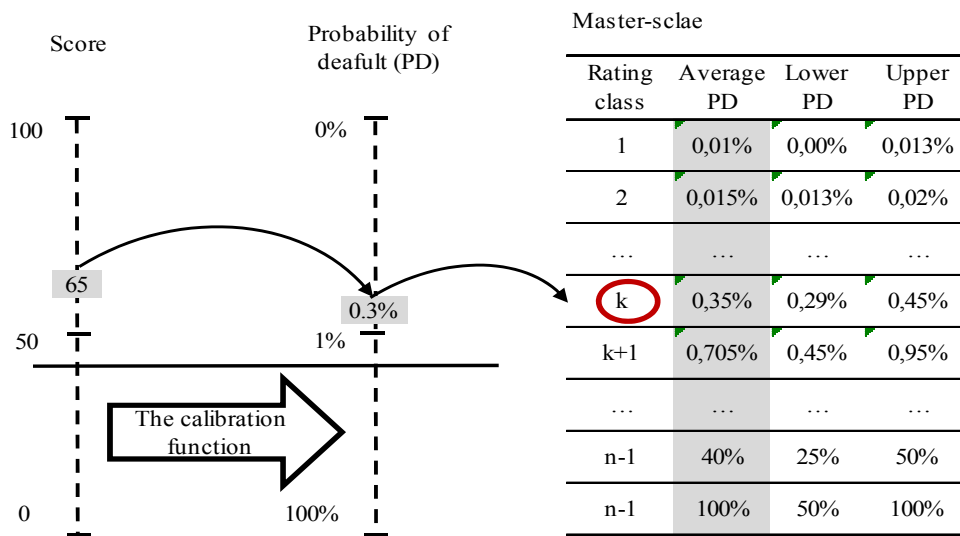 Score
Probability of
deafult (PD)
100
0%
65
0.3%
50
1%
The calibration
function
0
100%
Master-sclae
Rating class Average PD Lower PD Upper PD
1 0,01% 0,00% 0,013%
2 0,015% 0,013% 0,02%
... ... ... ...
k 0,35% 0,29% 0,45%
k+1 0,705% 0,45% 0,95%
... ... ... ...
n-1 40% 25% 50%
n-1 100% 50% 100%